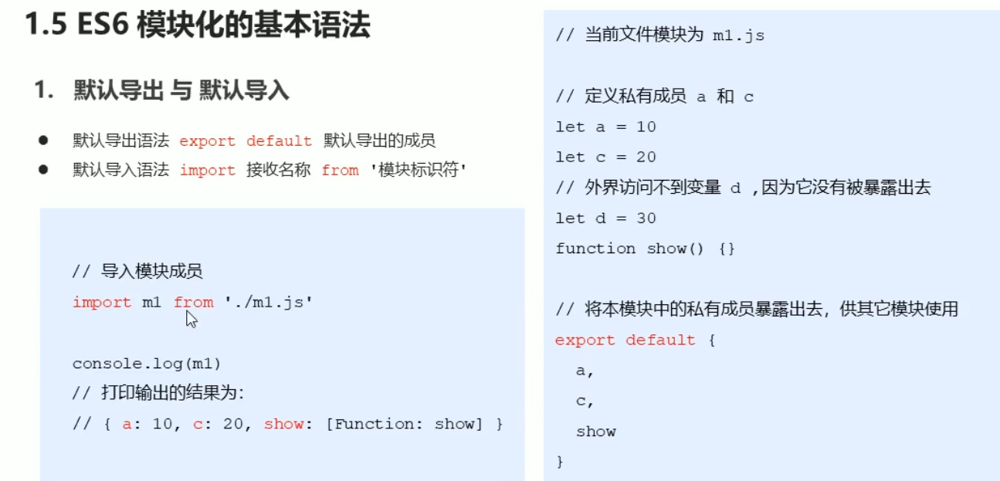 1.5 ES6 模块化的基本语法
1. 默认导出 与 默认导入
● 默认导出语法 export default 默认导出的成员
● 默认导入语法 import 接收名称 from '模块标识符'
// 导入模块成员
import m1 from './m1.js'
console.log(m1)
// 打印输出的结果为：
// { a: 10, c: 20, show: [Function: show] }
// 当前文件模块为 m1.js
// 定义私有成员 a 和 c
let a = 10
let c = 20
// 外界访问不到变量 d ,因为它没有被暴露出去
let d = 30
function show() {}
// 将本模块中的私有成员暴露出去，供其它模块使用
export default {
  a,
  c,
  show
}